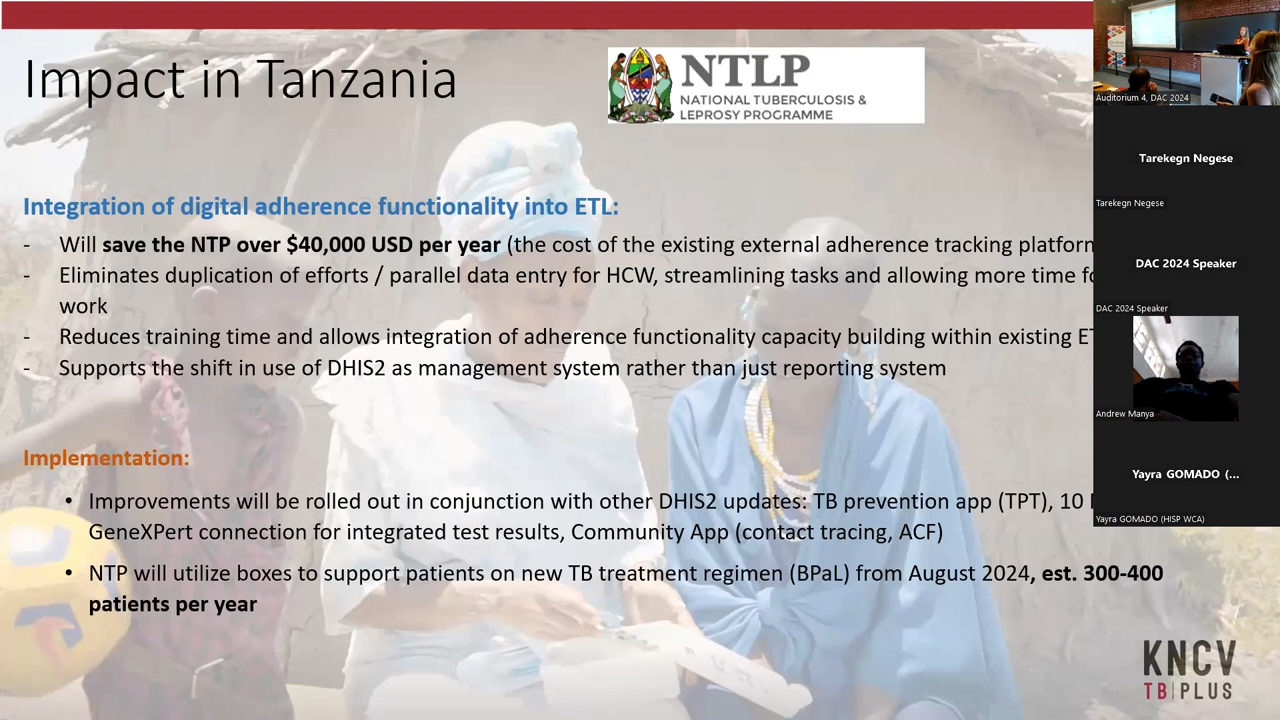 Impact in Tanzania
NTLP
NATIONAL TUBERCULOSIS &
LEPROSY PROGRAMME
Integration of digital adherence functionality into ETL:
- Will save the NTP over $40,000 USD per year (the cost of the existing external adherence tracking platform
- Eliminates duplication of efforts / parallel data entry for HCW, streamlining tasks and allowing more time
work
- Reduces training time and allows integration of adherence functionality capacity building within existing
- Supports the shift in use of DHIS2 as management system rather than just reporting system
Implementation:
• Improvements will be rolled out in conjunction with other DHIS2 updates: TB prevention app (TPT), 10
GeneXPert connection for integrated test results, Community App (contact tracing, ACF)
• NTP will utilize boxes to support patients on new TB treatment regimen (BPaL) from August 2024, est. 300-400
patients per year
KNCV
TB|PLUS
Auditorium 4, DAC 2024
Tarekegn Negese
Tarekegn Negese
DAC 2024 Speaker
DAC 2024 Speaker
Andrew Manya
Yayra GOMADO (...
Yayra GOMADO (HISP WCA)